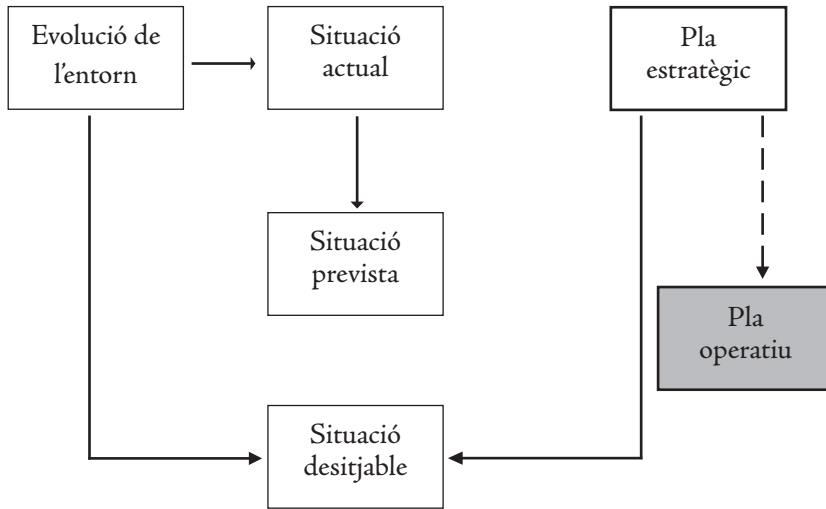 Evolució de
l'entorn
Situació
actual
Pla
estratègic
Situació
prevista
Pla
operatiu
Situació
desitjable